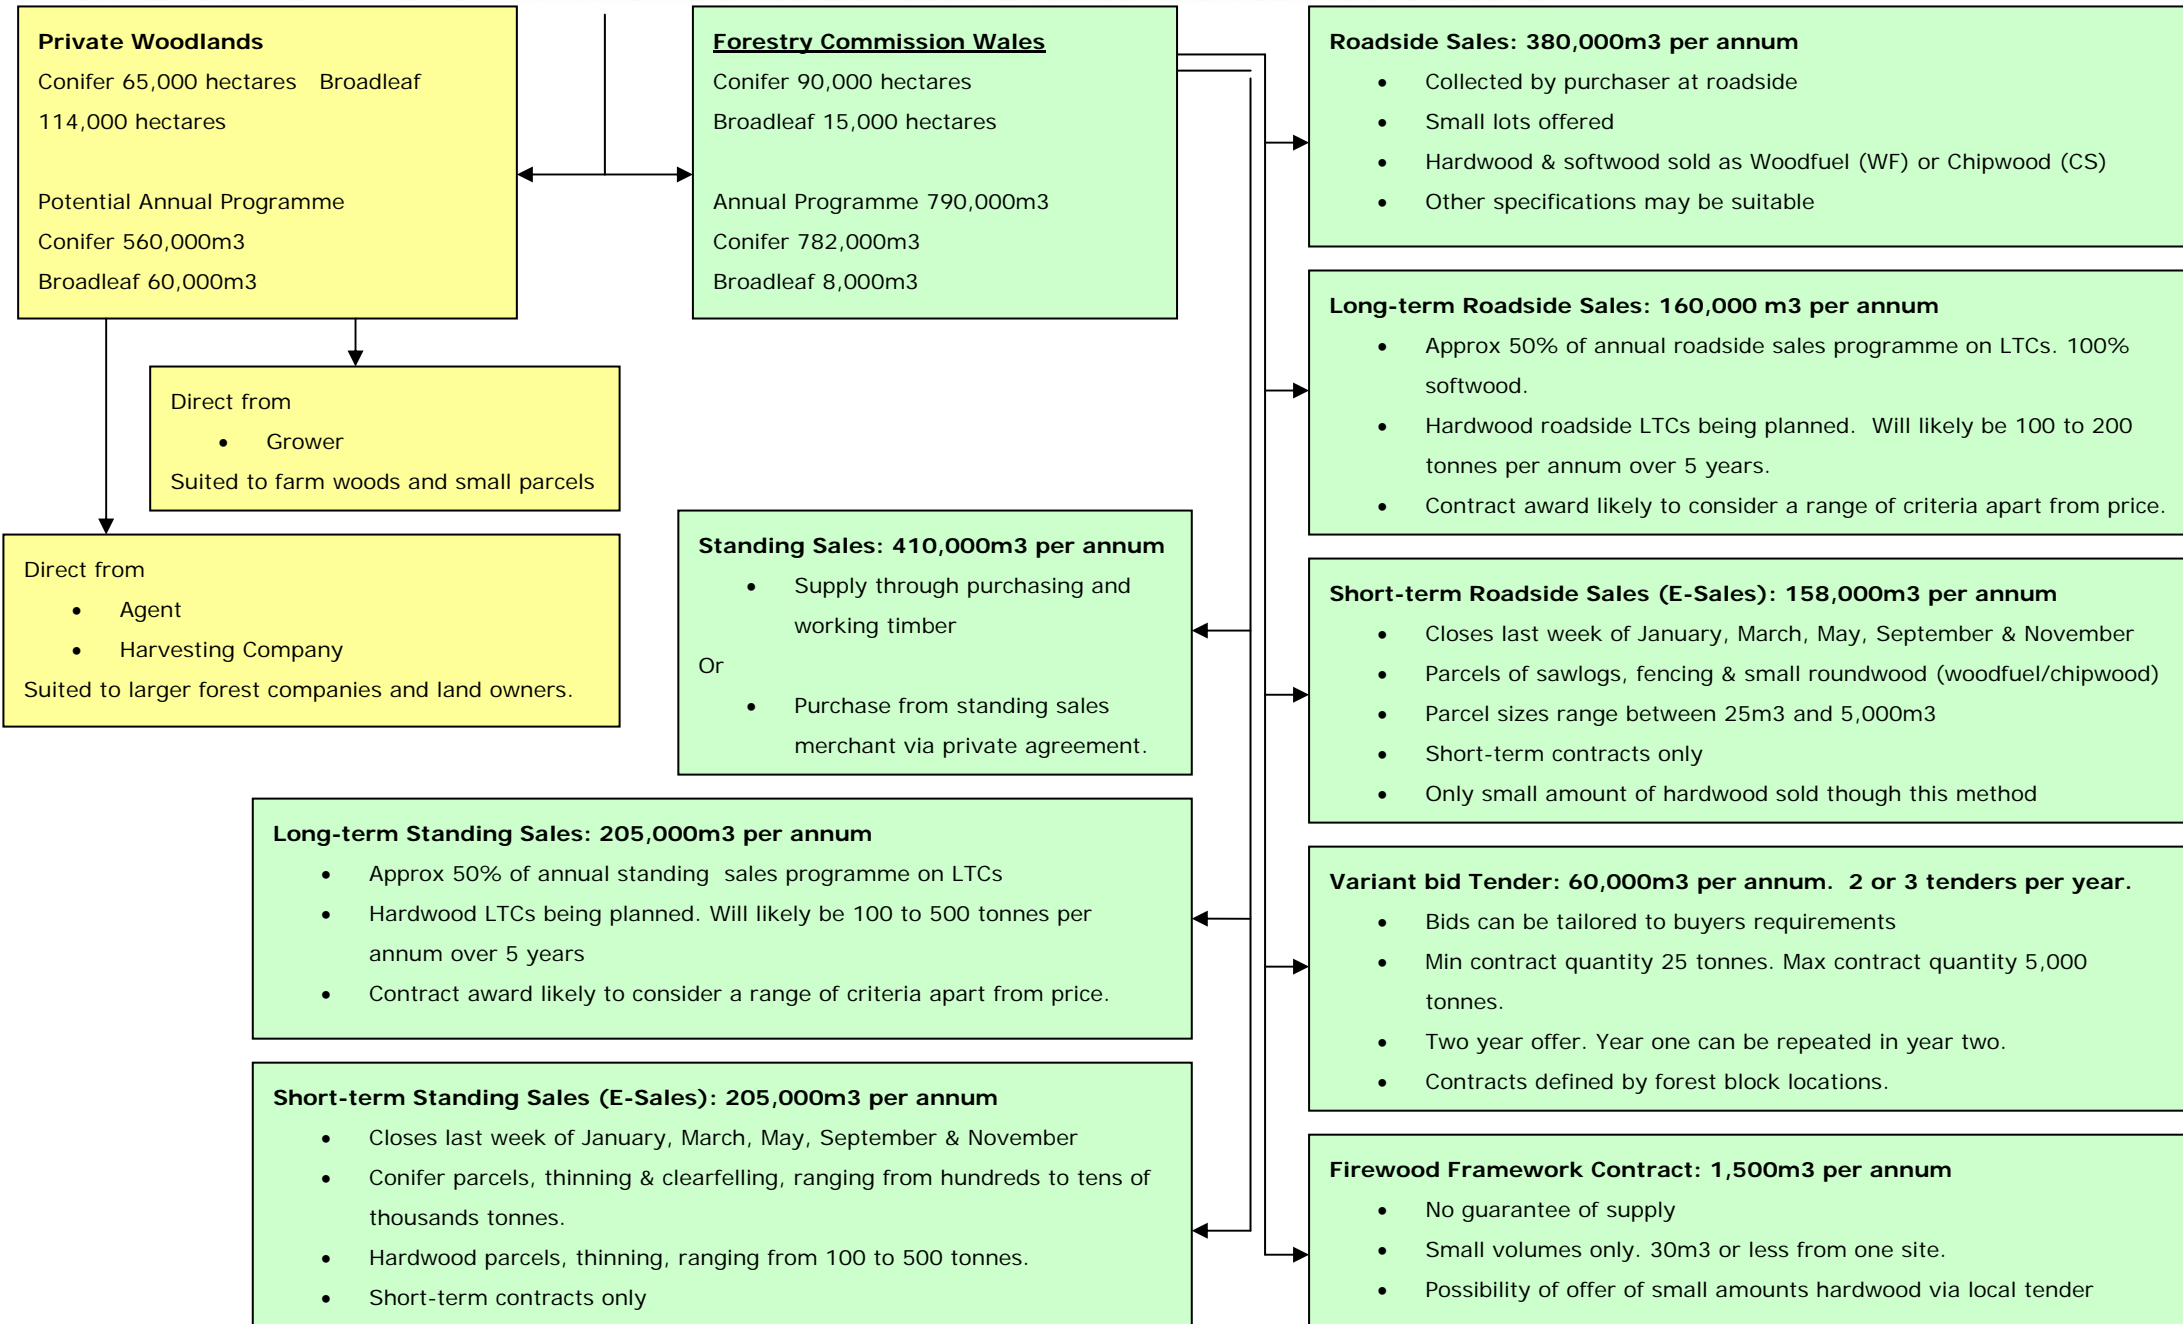 Private Woodlands
Conifer 65,000 hectares   Broadleaf
114,000 hectares
Potential Annual Programme
Conifer 560,000m3
Broadleaf 60,000m3
Forestry Commission Wales
Conifer 90,000 hectares
Broadleaf 15,000 hectares
Annual Programme 790,000m3
Conifer 782,000m3
Broadleaf 8,000m3
Direct from
• Grower
Suited to farm woods and small parcels
Direct from
• Agent
• Harvesting Company
Suited to larger forest companies and land owners.
Standing Sales: 410,000m3 per annum
• Supply through purchasing and
working timber
Or
• Purchase from standing sales
merchant via private agreement.
Long-term Standing Sales: 205,000m3 per annum
• Approx 50% of annual standing  sales programme on LTCs
• Hardwood LTCs being planned. Will likely be 100 to 500 tonnes per
annum over 5 years
• Contract award likely to consider a range of criteria apart from price.
Short-term Standing Sales (E-Sales): 205,000m3 per annum
• Closes last week of January, March, May, September & November
• Conifer parcels, thinning & clearfelling, ranging from hundreds to tens of
thousands tonnes.
• Hardwood parcels, thinning, ranging from 100 to 500 tonnes.
• Short-term contracts only
Roadside Sales: 380,000m3 per annum
• Collected by purchaser at roadside
• Small lots offered
• Hardwood & softwood sold as Woodfuel (WF) or Chipwood (CS)
• Other specifications may be suitable
Long-term Roadside Sales: 160,000 m3 per annum
• Approx 50% of annual roadside sales programme on LTCs. 100%
softwood.
• Hardwood roadside LTCs being planned.  Will likely be 100 to 200
tonnes per annum over 5 years.
• Contract award likely to consider a range of criteria apart from price.
Short-term Roadside Sales (E-Sales): 158,000m3 per annum
• Closes last week of January, March, May, September & November
• Parcels of sawlogs, fencing & small roundwood (woodfuel/chipwood)
• Parcel sizes range between 25m3 and 5,000m3
• Short-term contracts only
• Only small amount of hardwood sold though this method
Variant bid Tender: 60,000m3 per annum.  2 or 3 tenders per year.
• Bids can be tailored to buyers requirements
• Min contract quantity 25 tonnes. Max contract quantity 5,000
tonnes.
• Two year offer. Year one can be repeated in year two.
• Contracts defined by forest block locations.
Firewood Framework Contract: 1,500m3 per annum
• No guarantee of supply
• Small volumes only. 30m3 or less from one site.
• Possibility of offer of small amounts hardwood via local tender